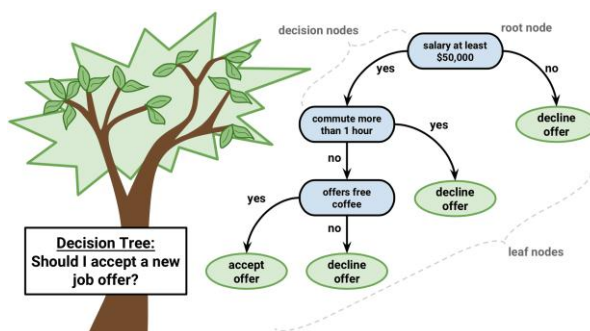 decision nodes
root node
salary at least
$50,000
yes
no
decline
offer
commute more
than 1 hour
yes
no
decline
offer
offers free
coffee
yes
no
accept
offer
decline
offer
leaf nodes
Decision Tree:
Should I accept a new
job offer?